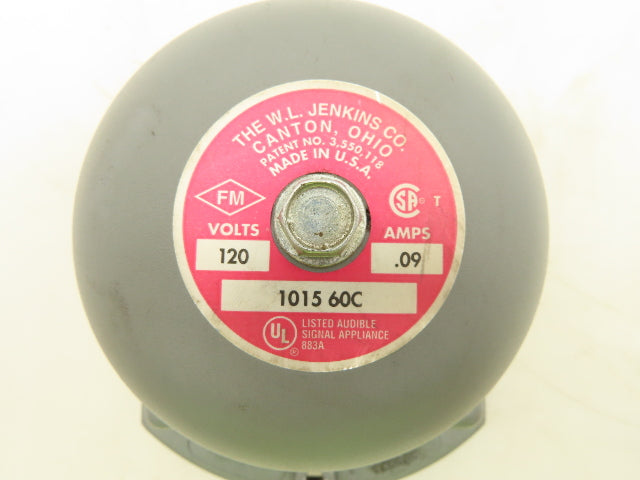 THE W.L. JENKINS CO.
CANTON, OHIO
PATENT NO. 3,550,118
MADE IN U.S.A.
FM
SA® T
VOLTS AMPS
120 .09
1015 60C
UL ®
LISTED AUDIBLE
SIGNAL APPLIANCE
883A